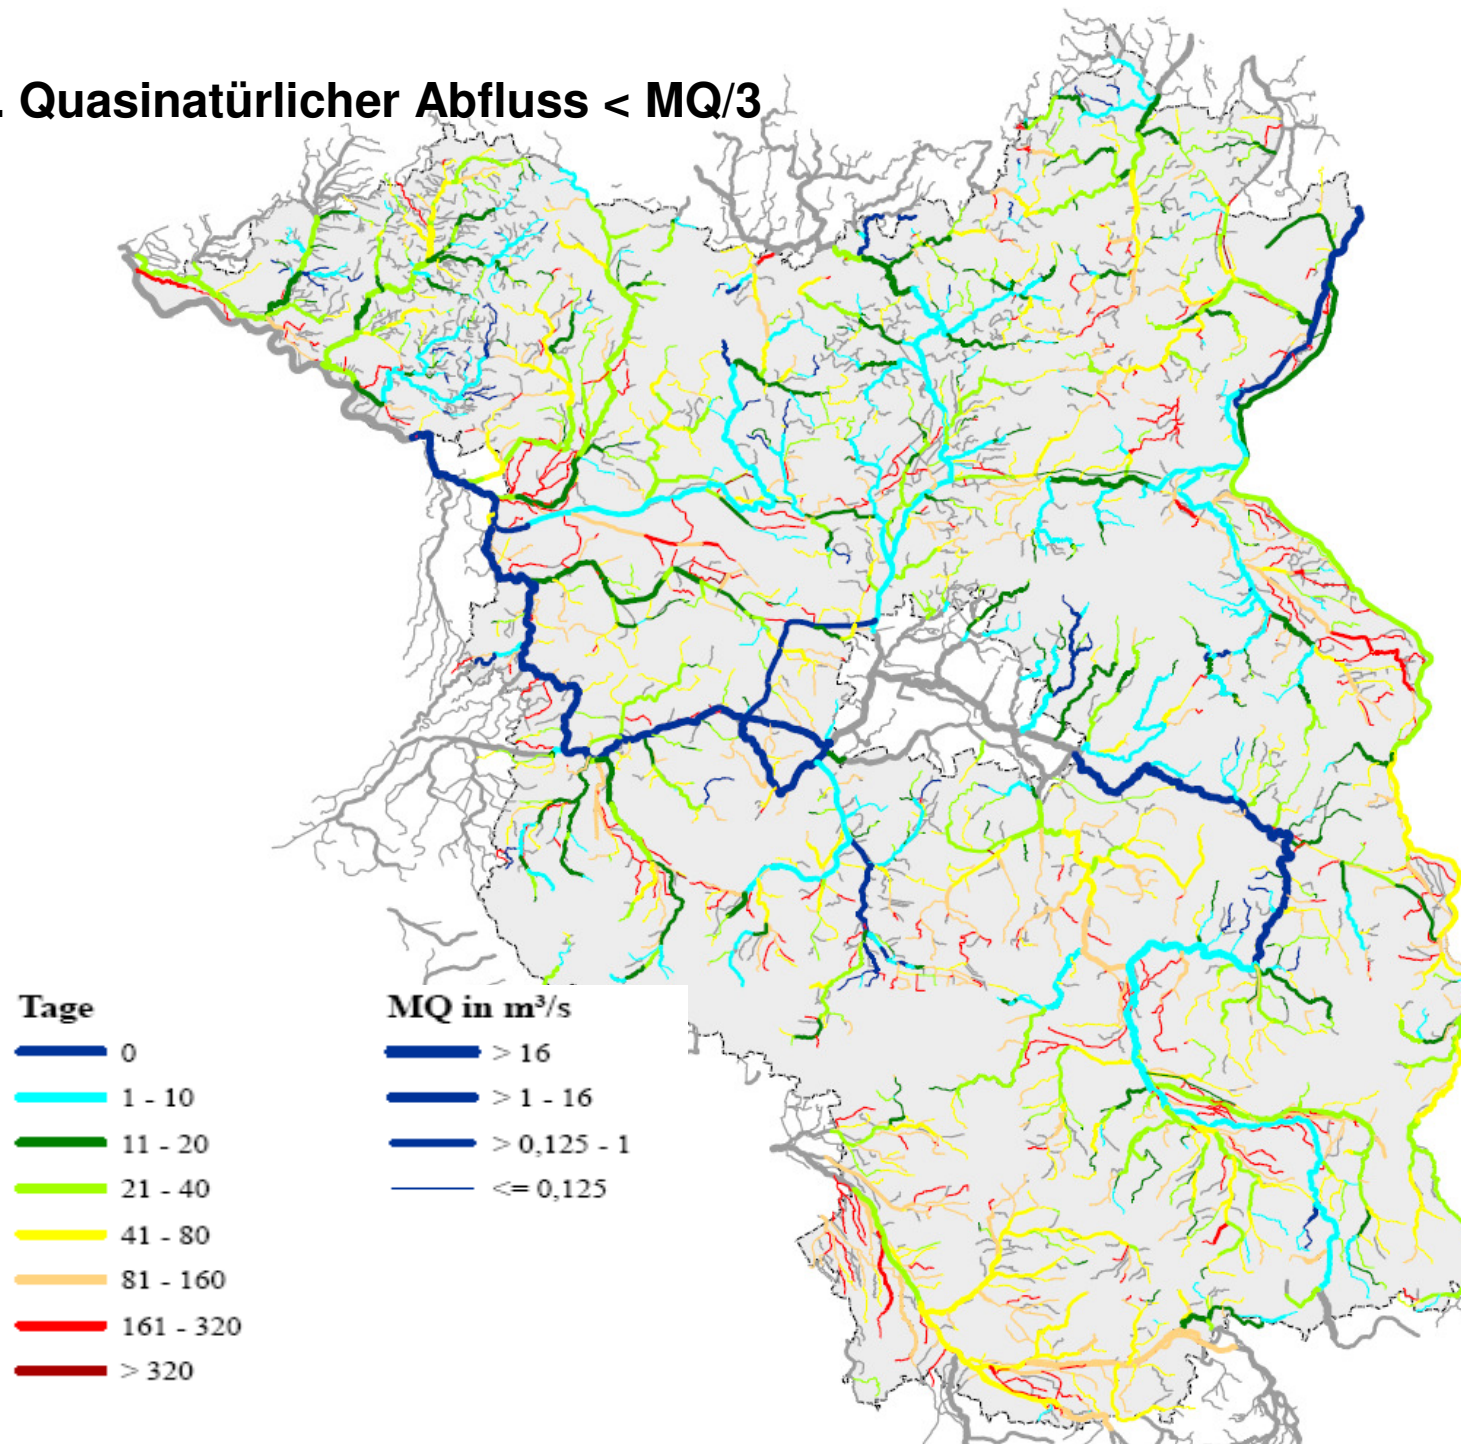 . Quasinatürlicher Abfluss < MQ/3
Tage
0
1 - 10
11 - 20
21 - 40
41 - 80
81 - 160
161 - 320
> 320
MQ in m³/s
> 16
> 1 - 16
> 0,125 - 1
<= 0,125